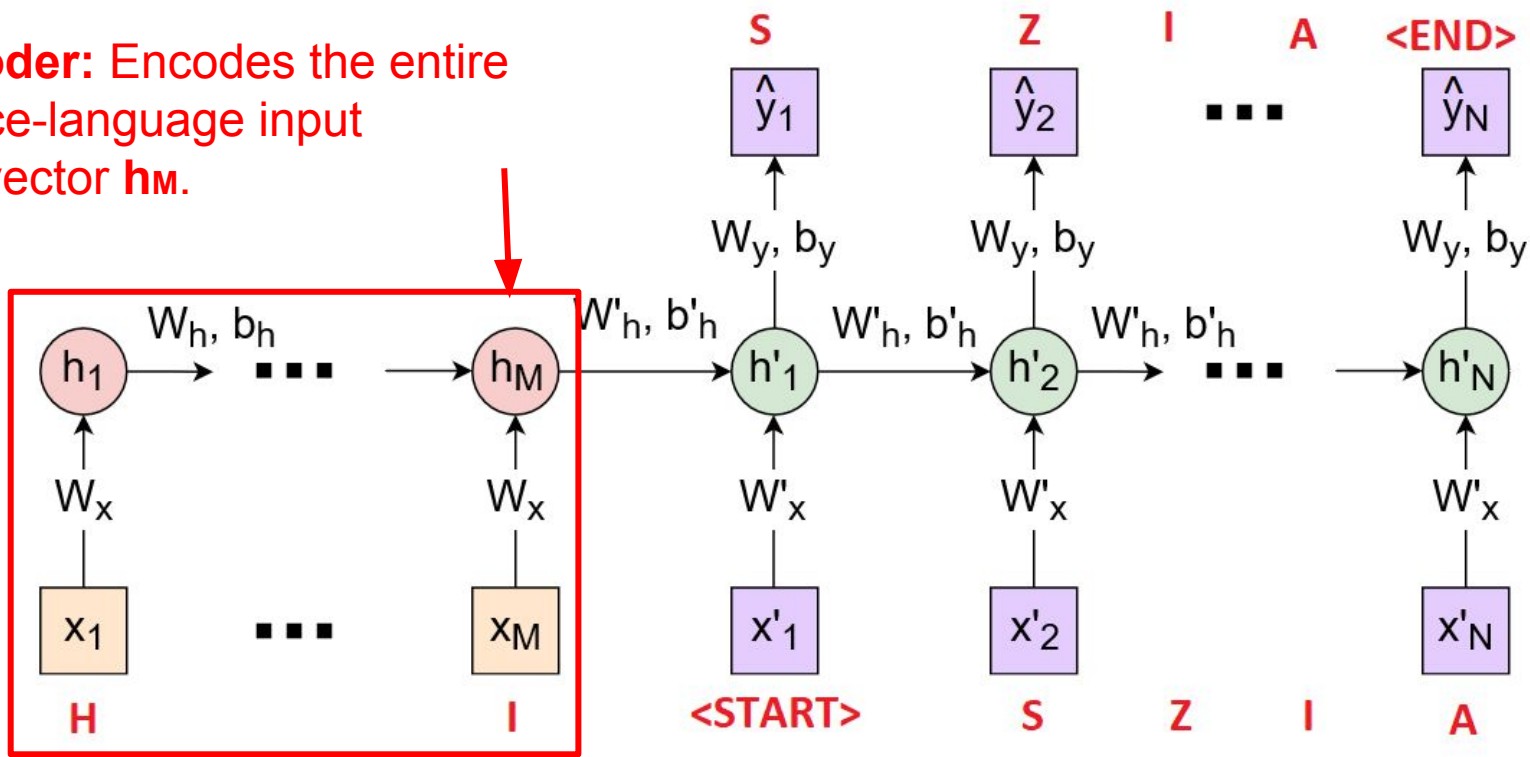 S Z I A <END>
oder: Encodes the entire
ce-language input
vector hM.
ŷ1 ŷ2 ... ŷN
Wy, by Wy, by Wy, by
Wh, bh W'h, b'h W'h, b'h W'h, b'h
h1 ... hM h'1 h'2 ... h'N
Wx Wx W'x W'x W'x
x1 ... xM x'1 x'2 x'N
H I <START> S Z I A